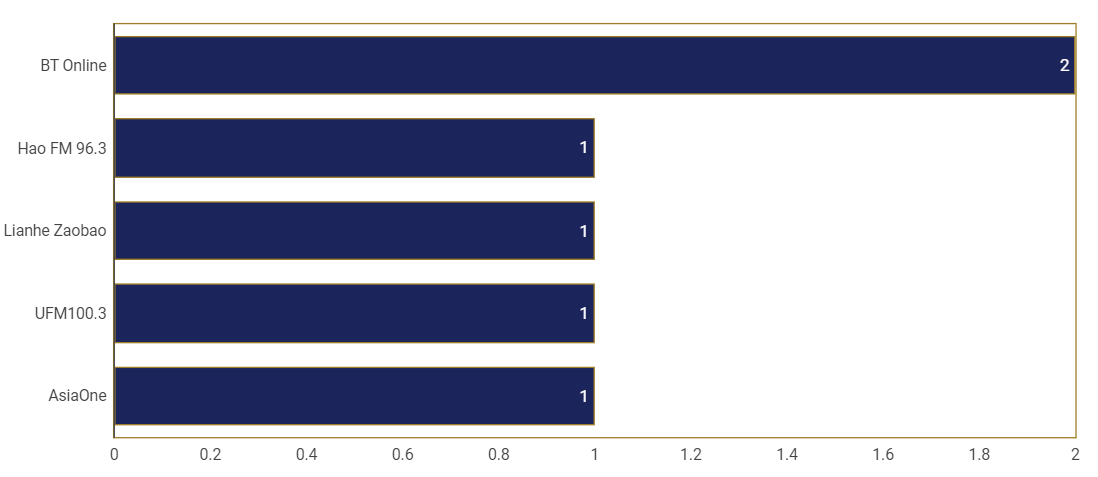 BT Online 2
Hao FM 96.3 1
Lianhe Zaobao 1
UFM100.3 1
AsiaOne 1
0 0.2 0.4 0.6 0.8 1 1.2 1.4 1.6 1.8 2